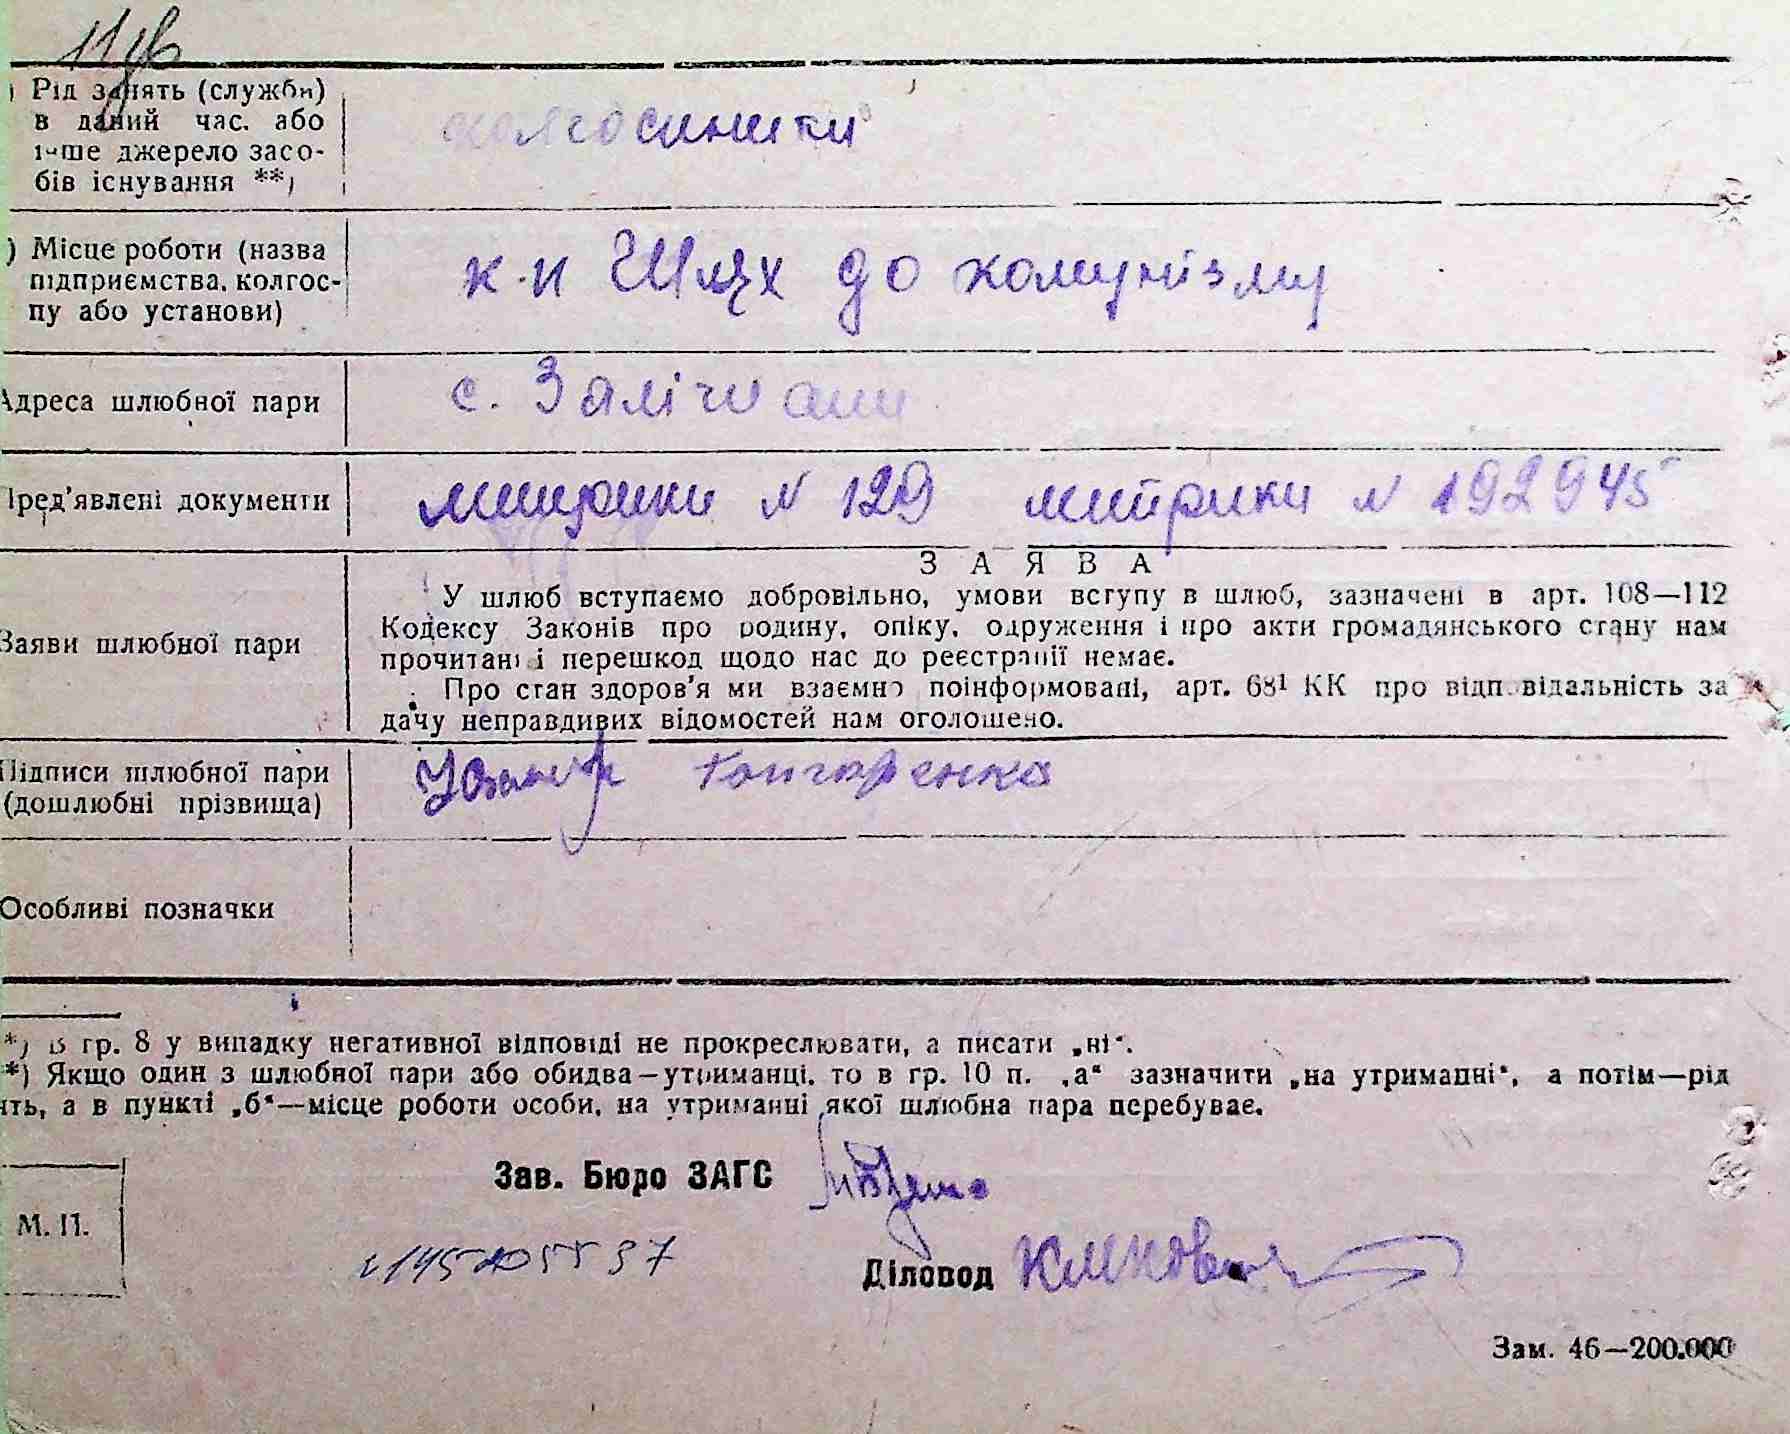 ) Рід занять (служби)
в даний час. або
інше джерело засо-
бів існування **)
колгоспники
) Місце роботи (назва
підприємства, колгос-
пу або установи)
к-п Шлях до комунізму
Адреса шлюбної пари
с.
Пред'явлені документи
метрики N 129 метрики N 192945
ЗАЯВА
Заяви шлюбної пари
У шлюб вступаємо добровільно, умови вступу в шлюб, зазначені в арт. 108—112
Кодексу Законів про родину, опіку, одруження і про акти громадянського стану нам
прочитані і перешкод щодо нас до реєстрації немає.
Про стан здоров'я ми взаємно поінформовані, арт. 68¹ КК про відповідальність за
дачу неправдивих відомостей нам оголошено.
Підписи шлюбної пари
(дошлюбні прізвища)
Гончаренко
Особливі позначки
*) В гр. 8 у випадку негативної відповіді не прокреслювати, а писати „ні“.
*) Якщо один з шлюбної пари або обидва—утриманці, то в гр. 10 п. „а“ зазначити „на утриманні“, а потім—рід
ть, а в пункті „б“—місце роботи особи, на утриманні якої шлюбна пара перебуває.
Зав. Бюро ЗАГС
М. П.
Діловод
Зам. 46—200.000